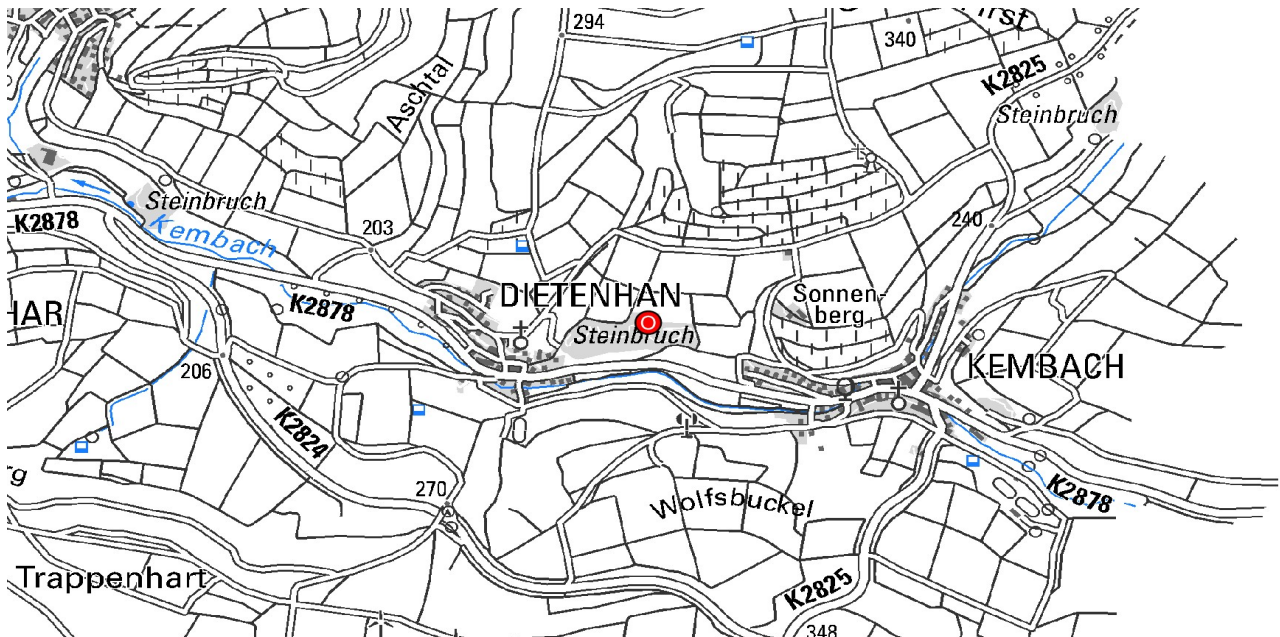 294
340
K2825
Aschtal
Steinbruch
Steinbruch
K2878
203
240
Kembach
DIETENHAN
Sonnen-
berg
K2878
HAR
Steinbruch
KEMBACH
206
K2824
270
Wolfsbuckel
K2878
rg
Trappenhart
K2825
348